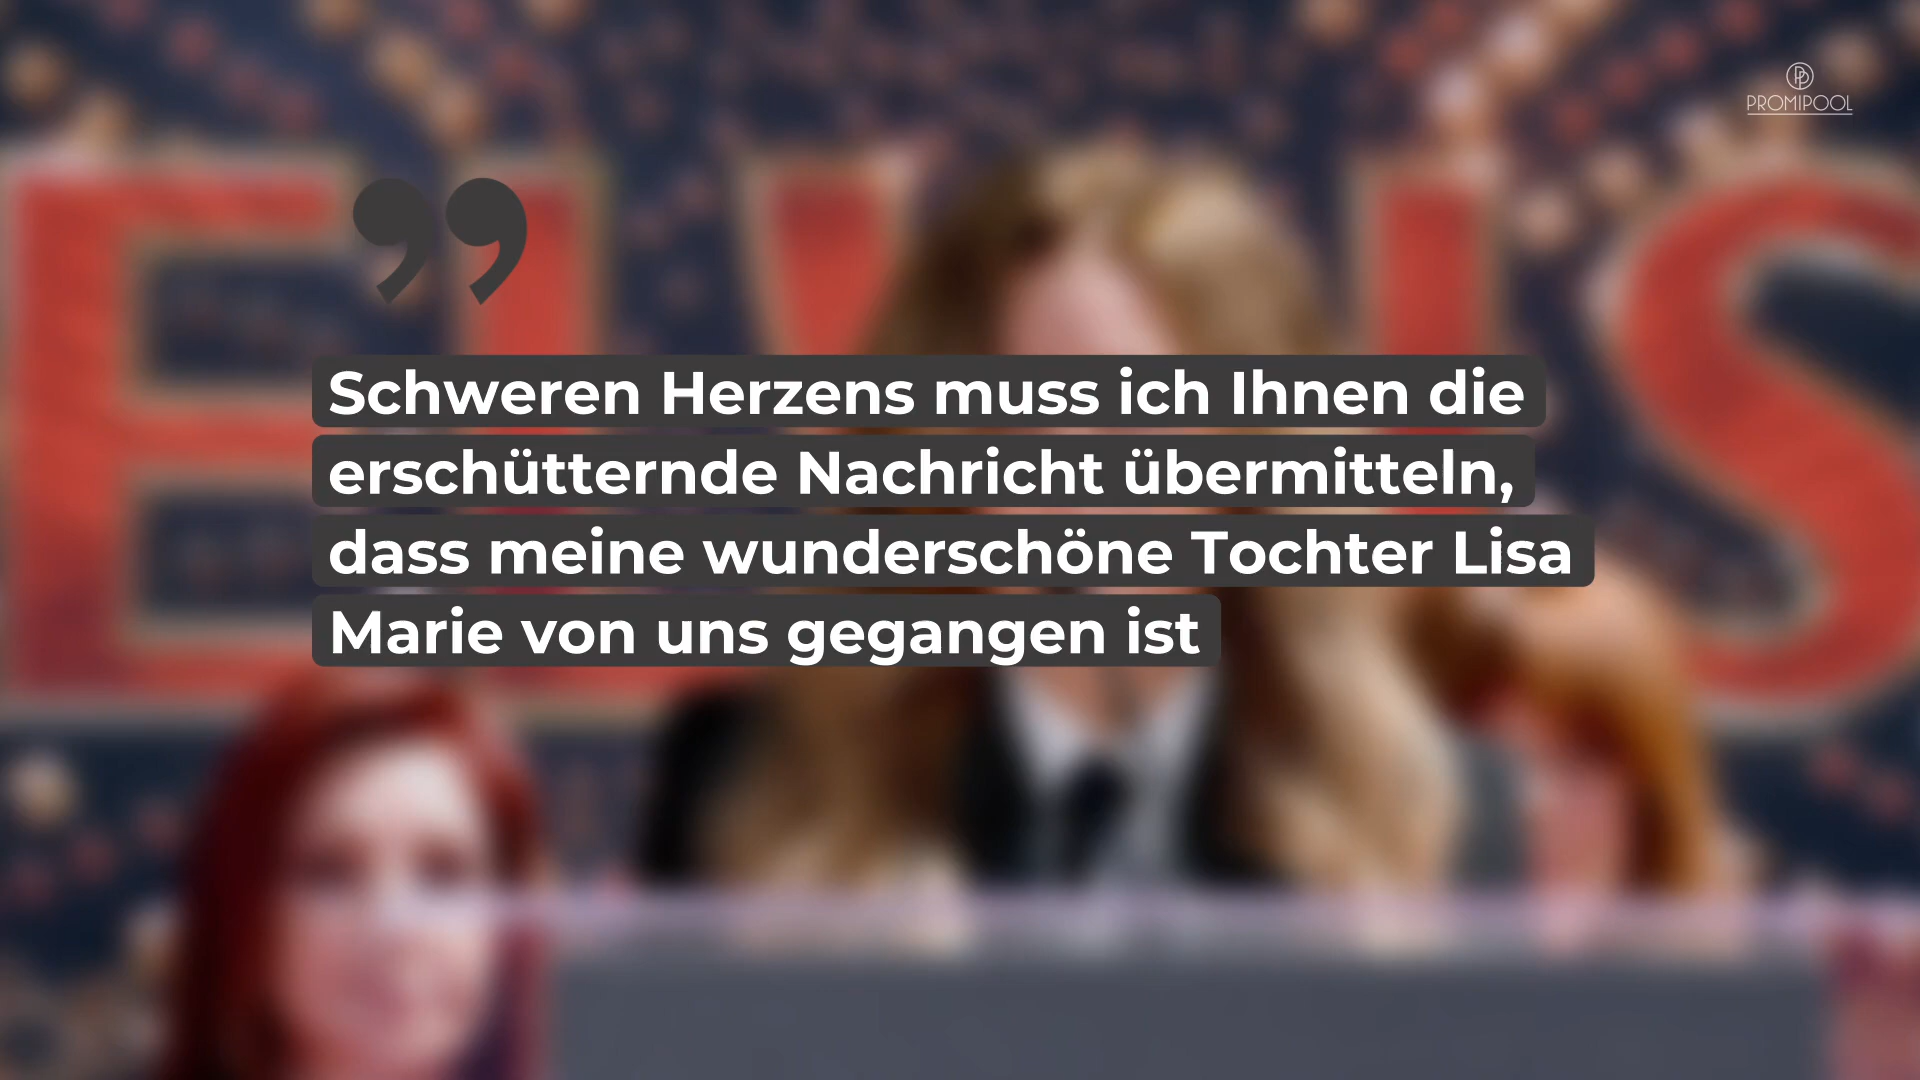 PROMIPOOL
ELVIS
”
Schweren Herzens muss ich Ihnen die
erschütternde Nachricht übermitteln,
dass meine wunderschöne Tochter Lisa
Marie von uns gegangen ist